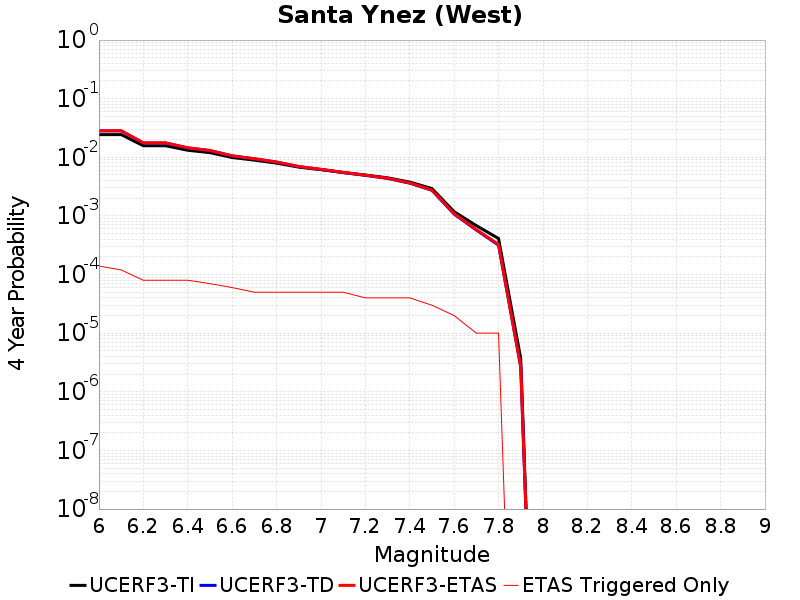 Santa Ynez (West)
4 Year Probability
10^0
10^-1
10^-2
10^-3
10^-4
10^-5
10^-6
10^-7
10^-8
6 6.2 6.4 6.6 6.8 7 7.2 7.4 7.6 7.8 8 8.2 8.4 8.6 8.8 9
Magnitude
UCERF3-TI UCERF3-TD UCERF3-ETAS ETAS Triggered Only